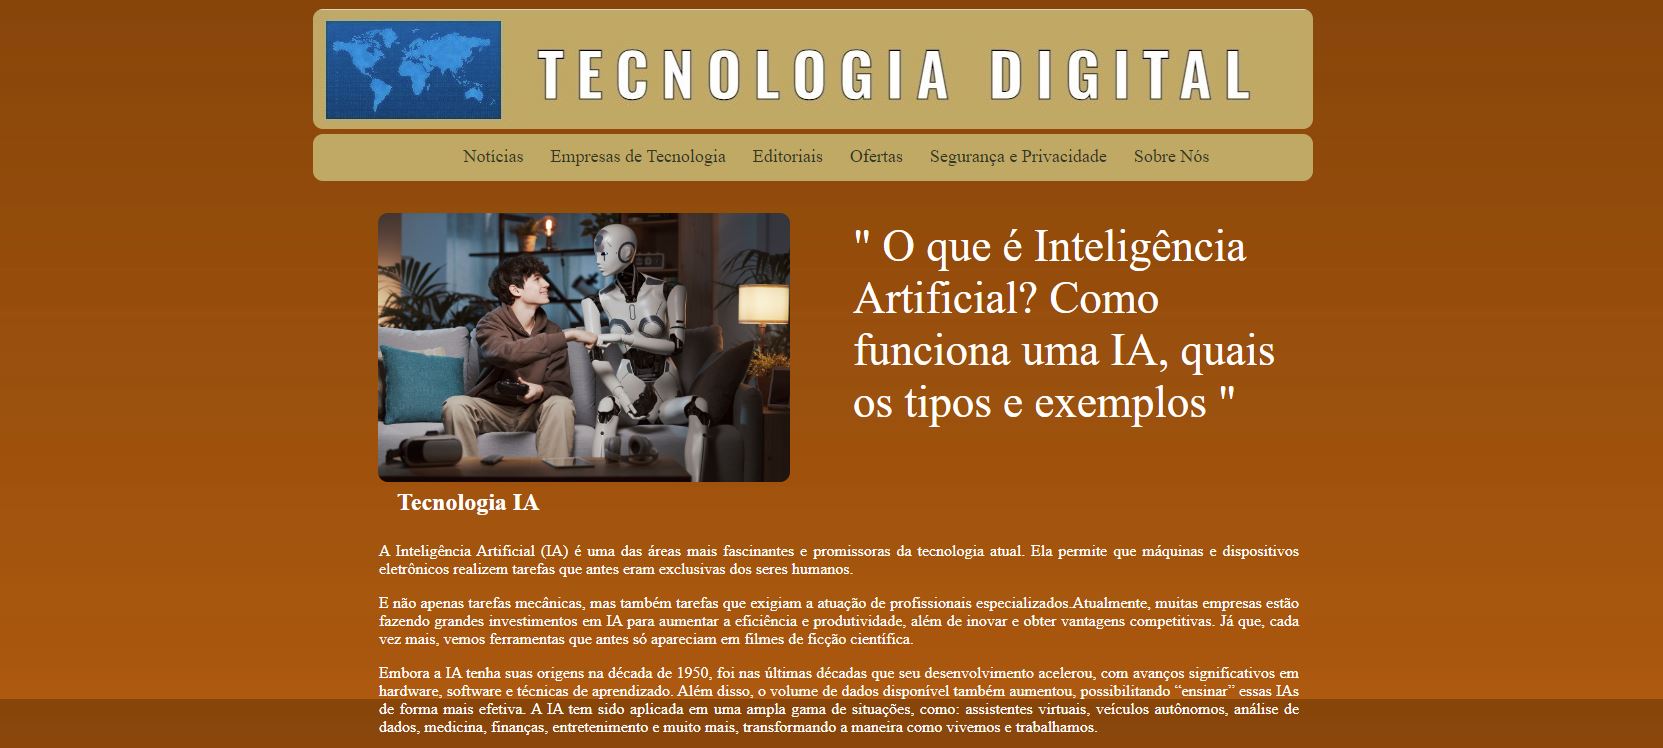 TECNOLOGIA DIGITAL
Notícias Empresas de Tecnologia Editoriais Ofertas Segurança e Privacidade Sobre Nós
" O que é Inteligência
Artificial? Como
funciona uma IA, quais
os tipos e exemplos "
Tecnologia IA
A Inteligência Artificial (IA) é uma das áreas mais fascinantes e promissoras da tecnologia atual. Ela permite que máquinas e dispositivos
eletrônicos realizem tarefas que antes eram exclusivas dos seres humanos.
E não apenas tarefas mecânicas, mas também tarefas que exigiam a atuação de profissionais especializados.Atualmente, muitas empresas estão
fazendo grandes investimentos em IA para aumentar a eficiência e produtividade, além de inovar e obter vantagens competitivas. Já que, cada
vez mais, vemos ferramentas que antes só apareciam em filmes de ficção científica.
Embora a IA tenha suas origens na década de 1950, foi nas últimas décadas que seu desenvolvimento acelerou, com avanços significativos em
hardware, software e técnicas de aprendizado. Além disso, o volume de dados disponível também aumentou, possibilitando “ensinar” essas IAs
de forma mais efetiva. A IA tem sido aplicada em uma ampla gama de situações, como: assistentes virtuais, veículos autônomos, análise de
dados, medicina, finanças, entretenimento e muito mais, transformando a maneira como vivemos e trabalhamos.